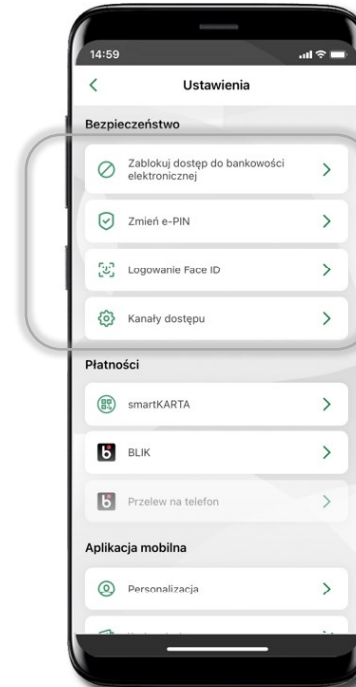 14:59
Ustawienia
Bezpieczeństwo
Zablokuj dostęp do bankowości
elektronicznej
Zmień e-PIN
Logowanie Face ID
Kanały dostępu
Płatności
smartKARTA
BLIK
Przelew na telefon
Aplikacja mobilna
Personalizacja